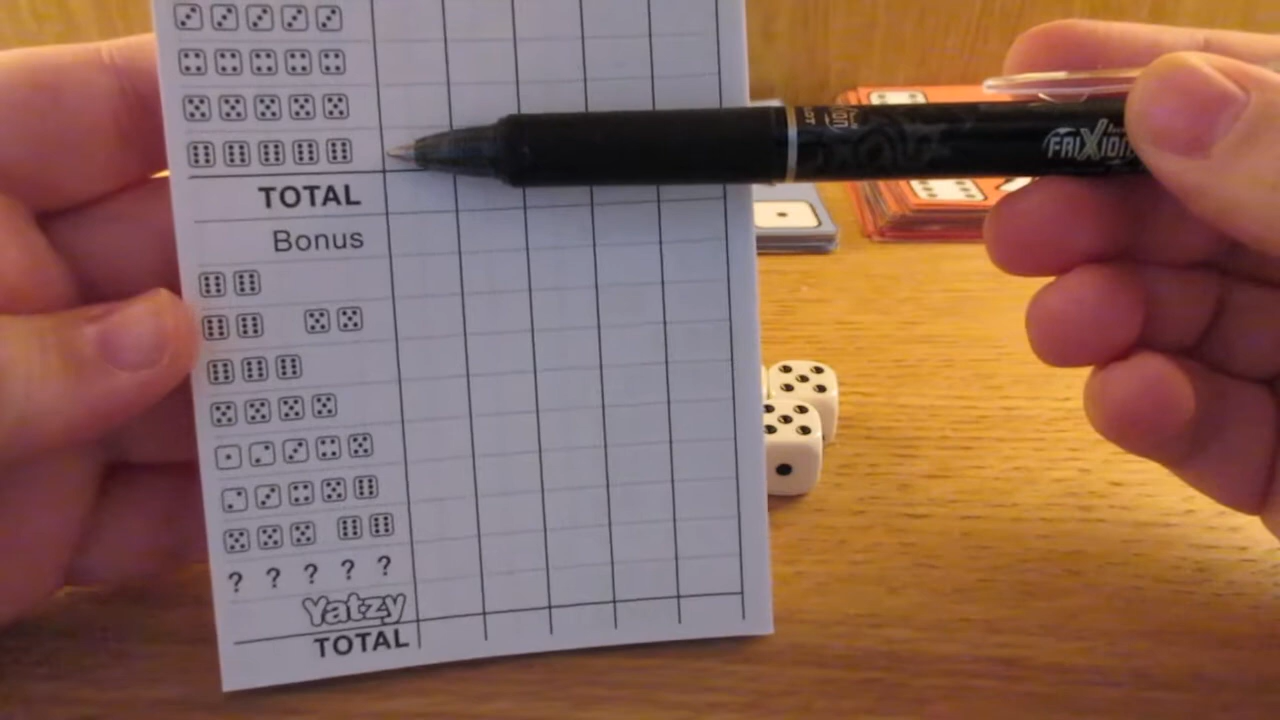 TOTAL
Bonus
? ? ? ? ?
Yatzy
TOTAL
FRIXION